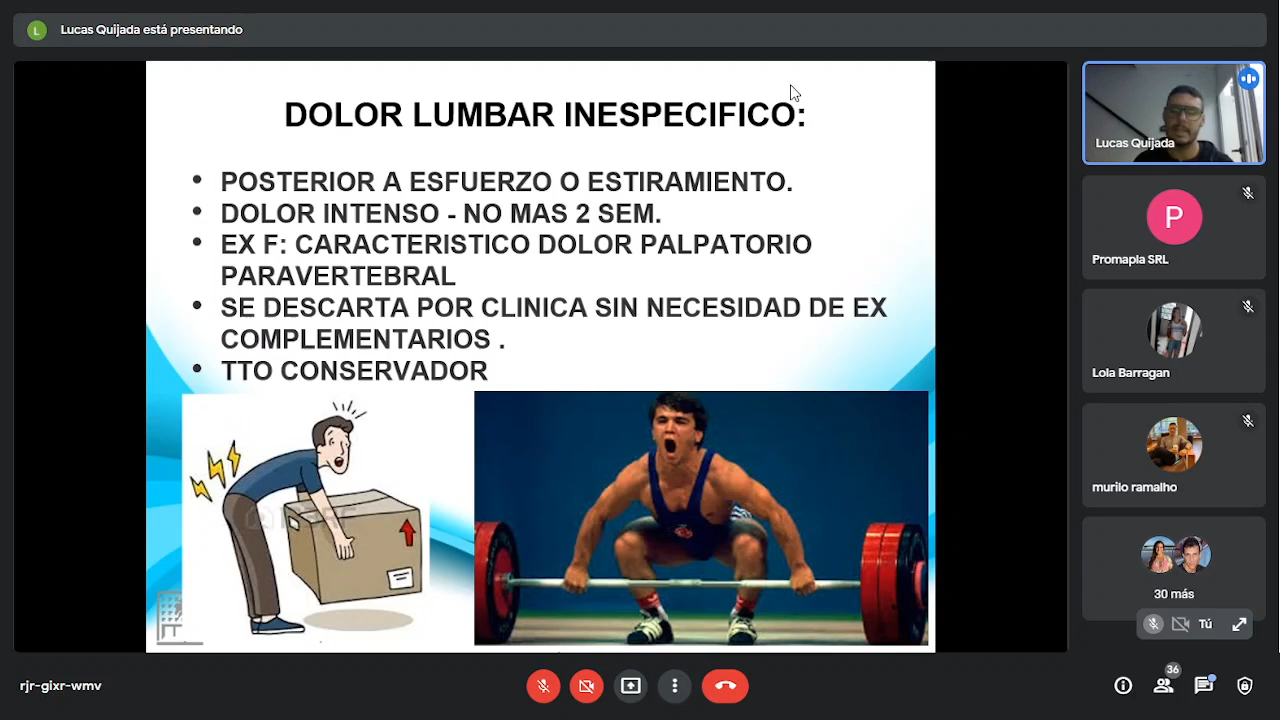 L
Lucas Quijada está presentando
DOLOR LUMBAR INESPECIFICO:
• POSTERIOR A ESFUERZO O ESTIRAMIENTO.
• DOLOR INTENSO - NO MAS 2 SEM.
• EX F: CARACTERISTICO DOLOR PALPATORIO
PARAVERTEBRAL
• SE DESCARTA POR CLINICA SIN NECESIDAD DE EX
COMPLEMENTARIOS .
• TTO CONSERVADOR
Lucas Quijada
P
Promapla SRL
Lola Barragan
murilo ramalho
30 más
Tú
rjr-gixr-wmv
36